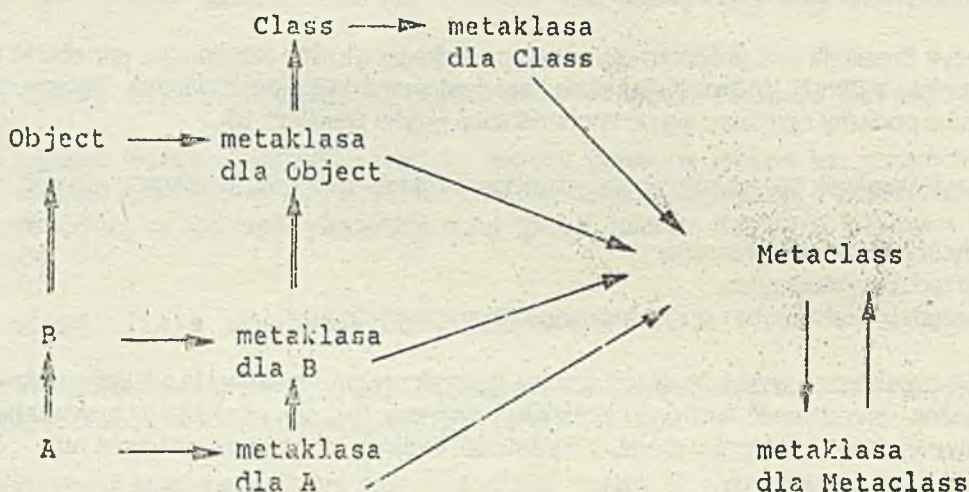 Class
metaklasa
dla Class
Object
metaklasa
dla Object
Metaclass
B
metaklasa
dla B
A
metaklasa
dla A
metaklasa
dla Metaclass